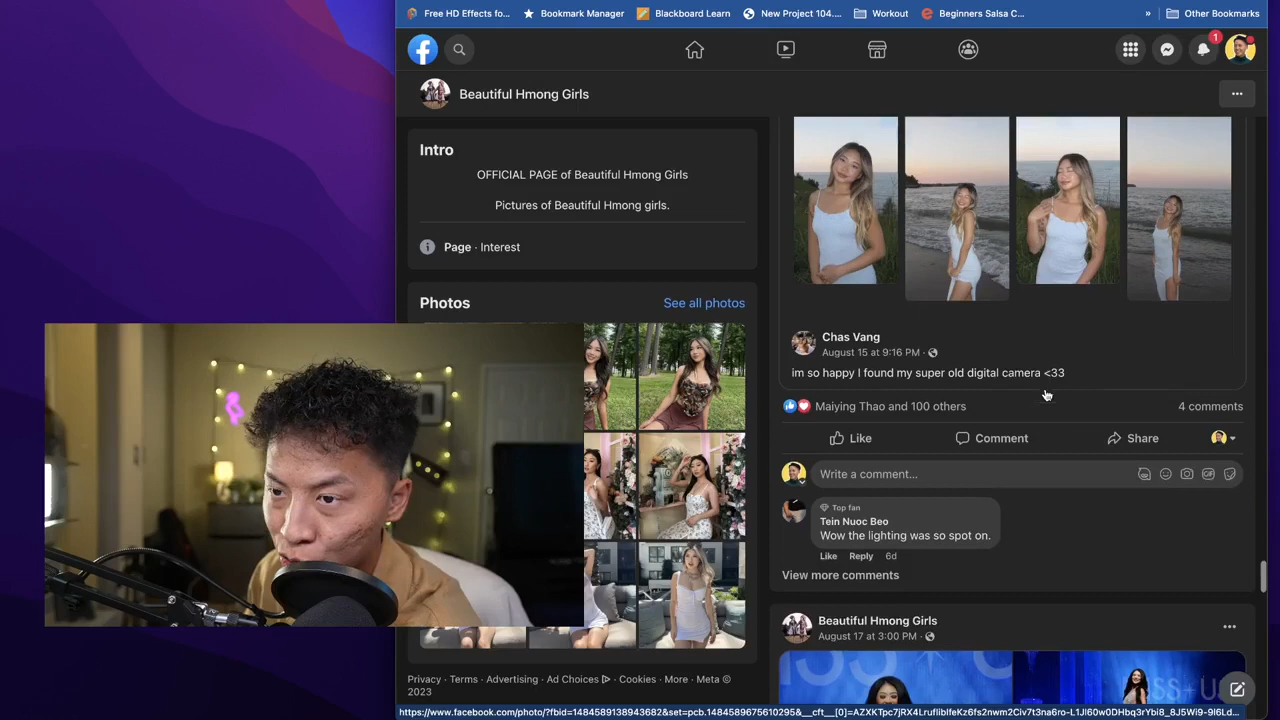 Free HD Effects fo...
Bookmark Manager
Blackboard Learn
New Project 104....
Workout
Beginners Salsa C...
»
Other Bookmarks
1
Beautiful Hmong Girls
...
Intro
OFFICIAL PAGE of Beautiful Hmong Girls
Pictures of Beautiful Hmong girls.
Page · Interest
Photos
See all photos
Privacy · Terms · Advertising · Ad Choices · Cookies · More · Meta ©
2023
Chas Vang
August 15 at 9:16 PM ·
im so happy I found my super old digital camera <33
Maiying Thao and 100 others
4 comments
Like
Comment
Share
Write a comment...
GIF
Top fan
Tein Nuoc Beo
Wow the lighting was so spot on.
Like Reply 6d
View more comments
Beautiful Hmong Girls
August 17 at 3:00 PM ·
...